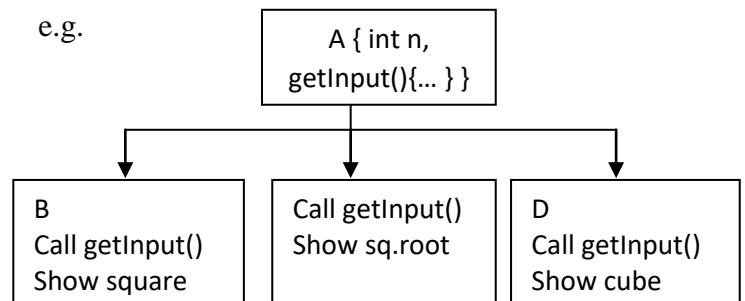 e.g.
A { int n,
getInput(){... } }
B
Call getInput()
Show square
Call getInput()
Show sq.root
D
Call getInput()
Show cube